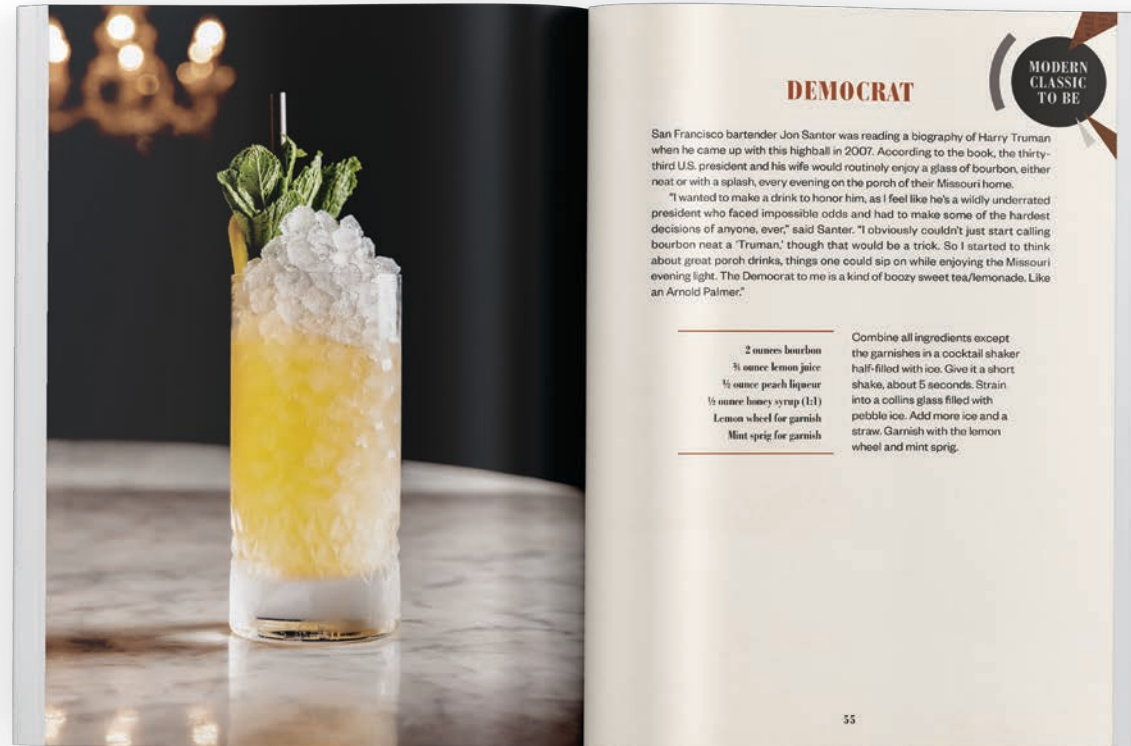 MODERN
CLASSIC
TO BE
DEMOCRAT
San Francisco bartender Jon Santer was reading a biography of Harry Truman
when he came up with this highball in 2007. According to the book, the thirty-
third U.S. president and his wife would routinely enjoy a glass of bourbon, either
neat or with a splash, every evening on the porch of their Missouri home.
"I wanted to make a drink to honor him, as I feel like he's a wildly underrated
president who faced impossible odds and had to make some of the hardest
decisions of anyone, ever," said Santer. "I obviously couldn't just start calling
bourbon neat a 'Truman,' though that would be a trick. So I started to think
about great porch drinks, things one could sip on while enjoying the Missouri
evening light. The Democrat to me is a kind of boozy sweet tea/lemonade. Like
an Arnold Palmer."
2 ounces bourbon
¾ ounce lemon juice
½ ounce peach liqueur
½ ounce honey syrup (1:1)
Lemon wheel for garnish
Mint sprig for garnish
Combine all ingredients except
the garnishes in a cocktail shaker
half-filled with ice. Give it a short
shake, about 5 seconds. Strain
into a collins glass filled with
pebble ice. Add more ice and a
straw. Garnish with the lemon
wheel and mint sprig.
55